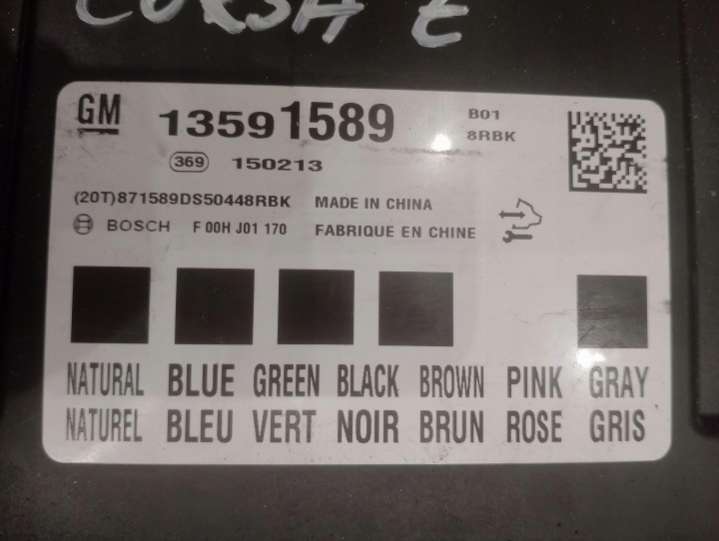 CORSA E
GM 13591589 B01
8RBK
369 150213
(20T)871589DS50448RBK MADE IN CHINA
BOSCH F 00H J01 170 FABRIQUE EN CHINE
NATURAL BLUE GREEN BLACK BROWN PINK GRAY
NATUREL BLEU VERT NOIR BRUN ROSE GRIS